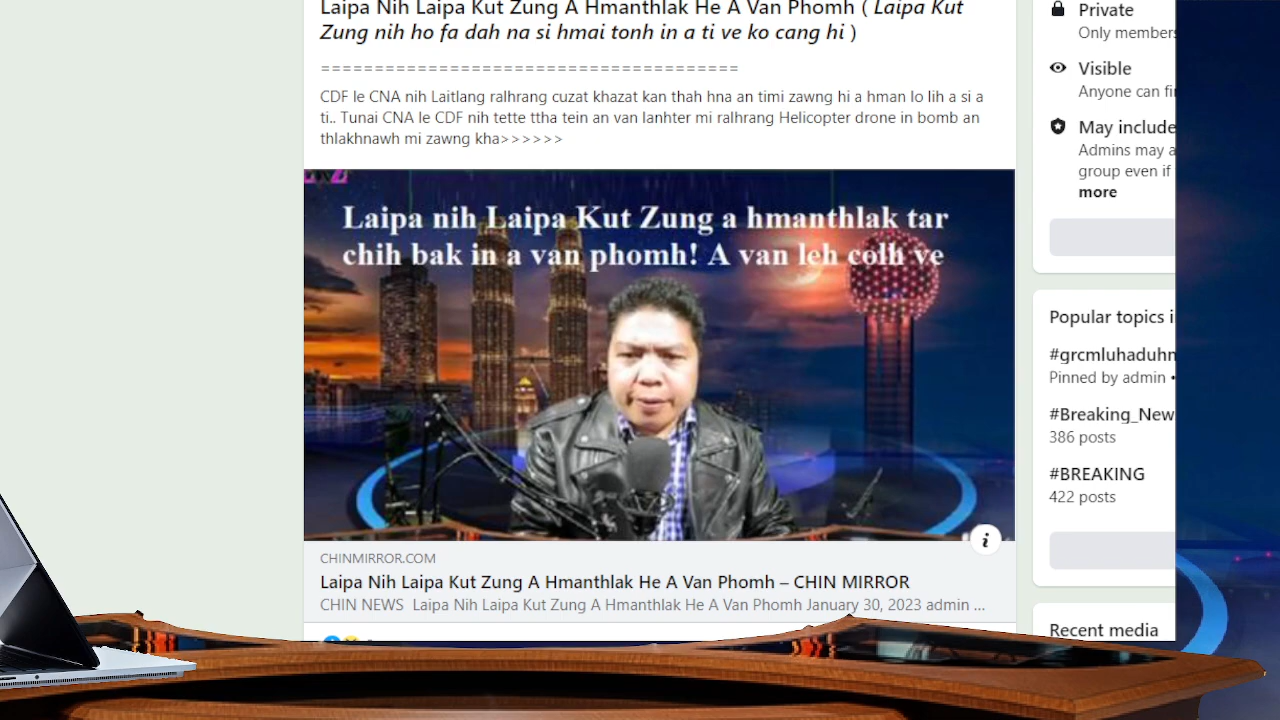 Laipa Nih Laipa Kut Zung A Hmanthlak He A Van Phomh ( Laipa Kut
Zung nih ho fa dah na si hmai tonh in a ti ve ko cang hi )
=======================================
CDF le CNA nih Laitlang ralhrang cuzat khazat kan thah hna an timi zawng hi a hman lo lih a si a
ti.. Tunai CNA le CDF nih tette ttha tein an van lanhter mi ralhrang Helicopter drone in bomb an
thlakhnawh mi zawng kha>>>>>>
Laipa nih Laipa Kut Zung a hmanthlak tar
chih bak in a van phomh! A van leh colh ve
CHINMIRROR.COM
Laipa Nih Laipa Kut Zung A Hmanthlak He A Van Phomh – CHIN MIRROR
CHIN NEWS Laipa Nih Laipa Kut Zung A Hmanthlak He A Van Phomh January 30, 2023 admin ...
Private
Only members
Visible
Anyone can
May include
Admins may a
group even if
more
Popular topics
#grcmluhaduhn
Pinned by admin •
#Breaking_New
386 posts
#BREAKING
422 posts
Recent media